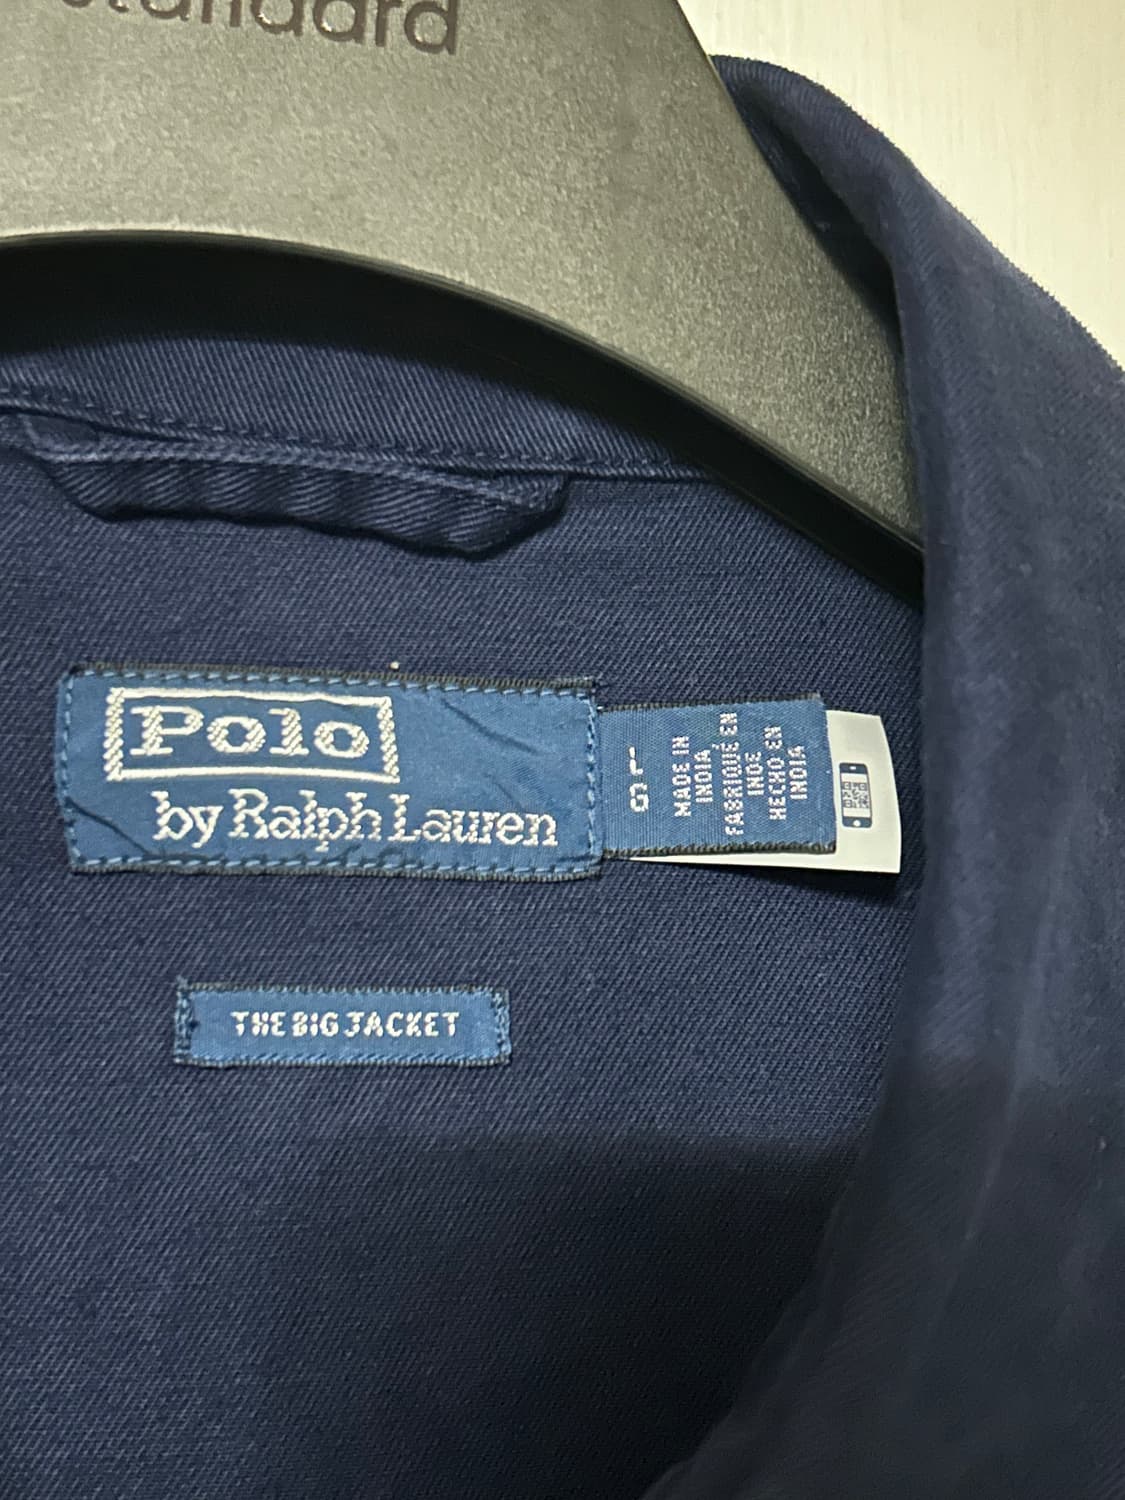 standard
Polo
by Ralph Lauren
L
G
MADE IN
INDIA
FABRIQUÉ EN
INDE
HECHO EN
INDIA
THE BIG JACKET